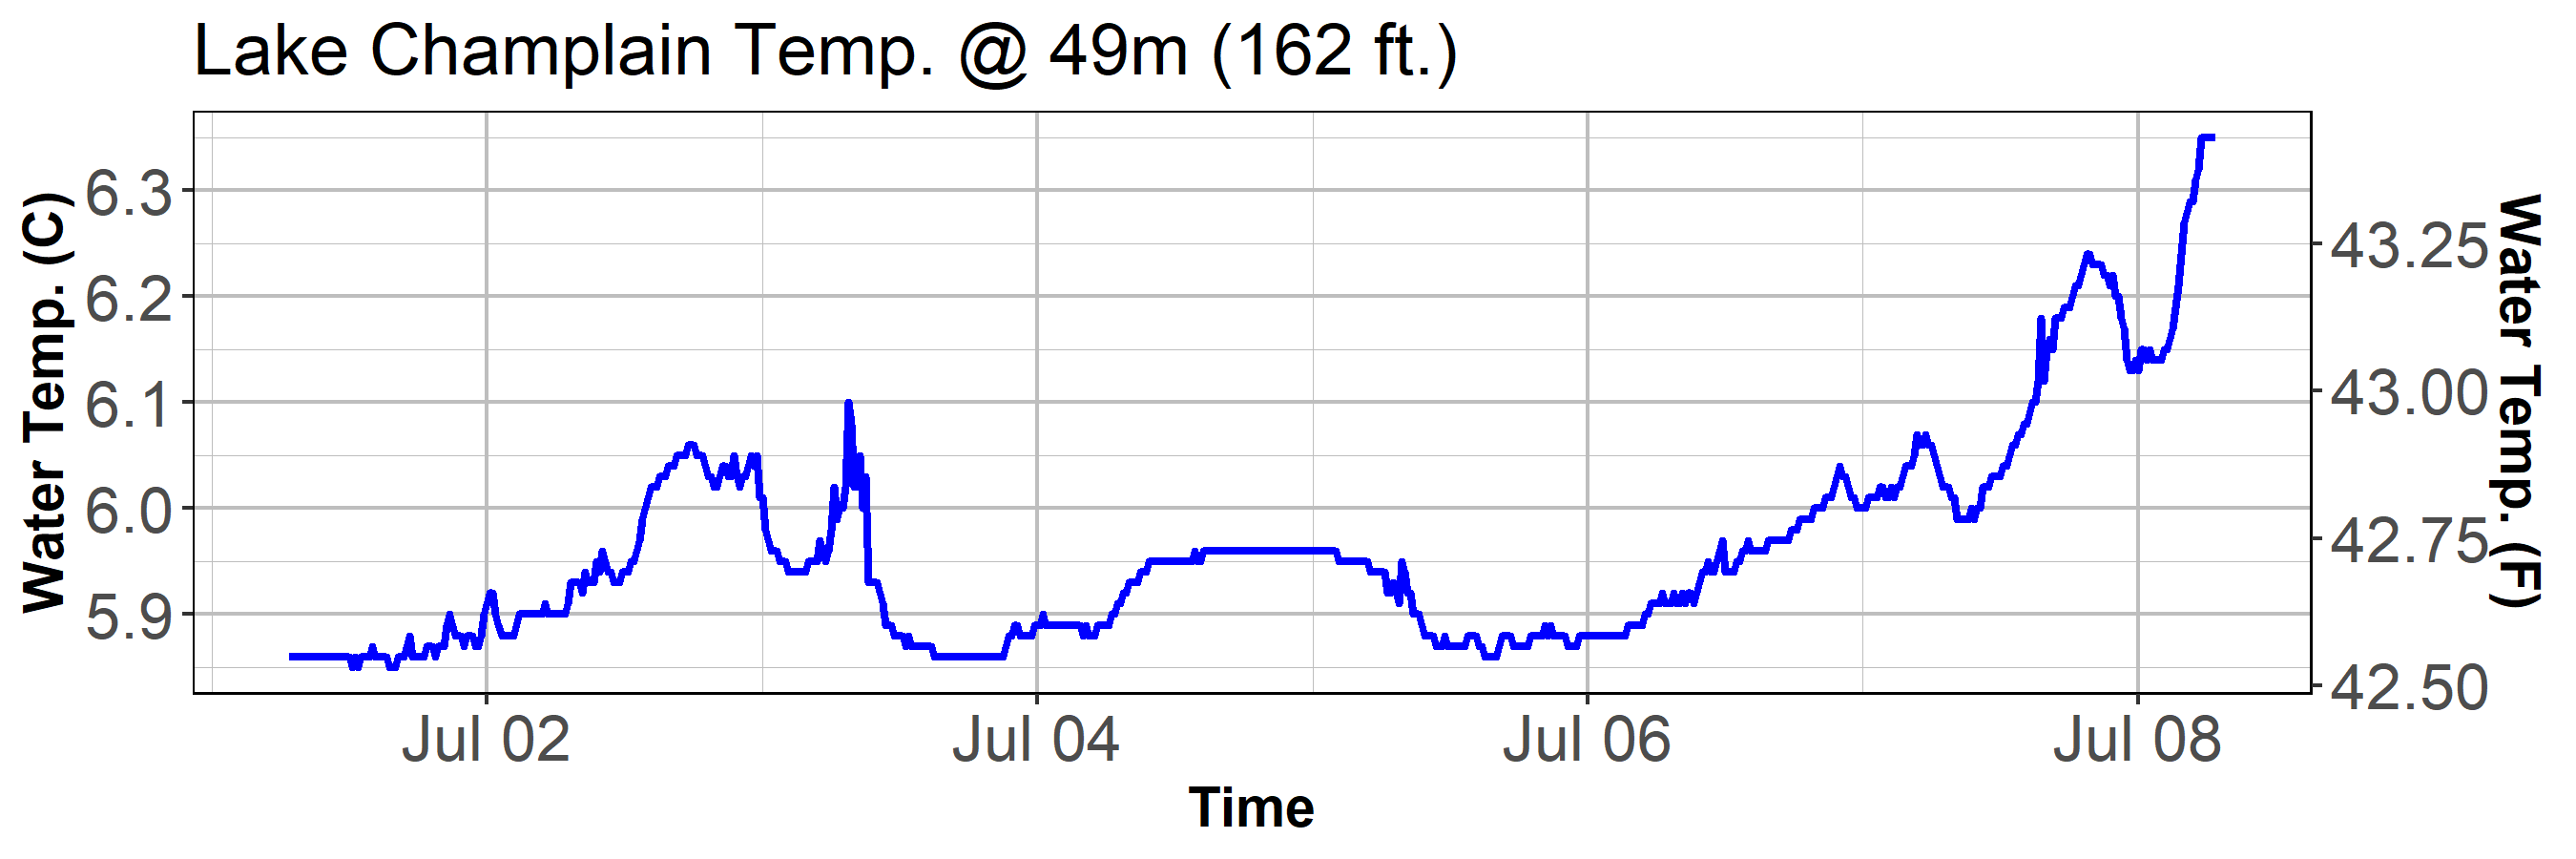 Lake Champlain Temp. @ 49m (162 ft.)
Water Temp. (C)
6.3
6.2
6.1
6.0
5.9
43.25
43.00
42.75
42.50
Water Temp. (F)
Jul 02 Jul 04 Jul 06 Jul 08
Time